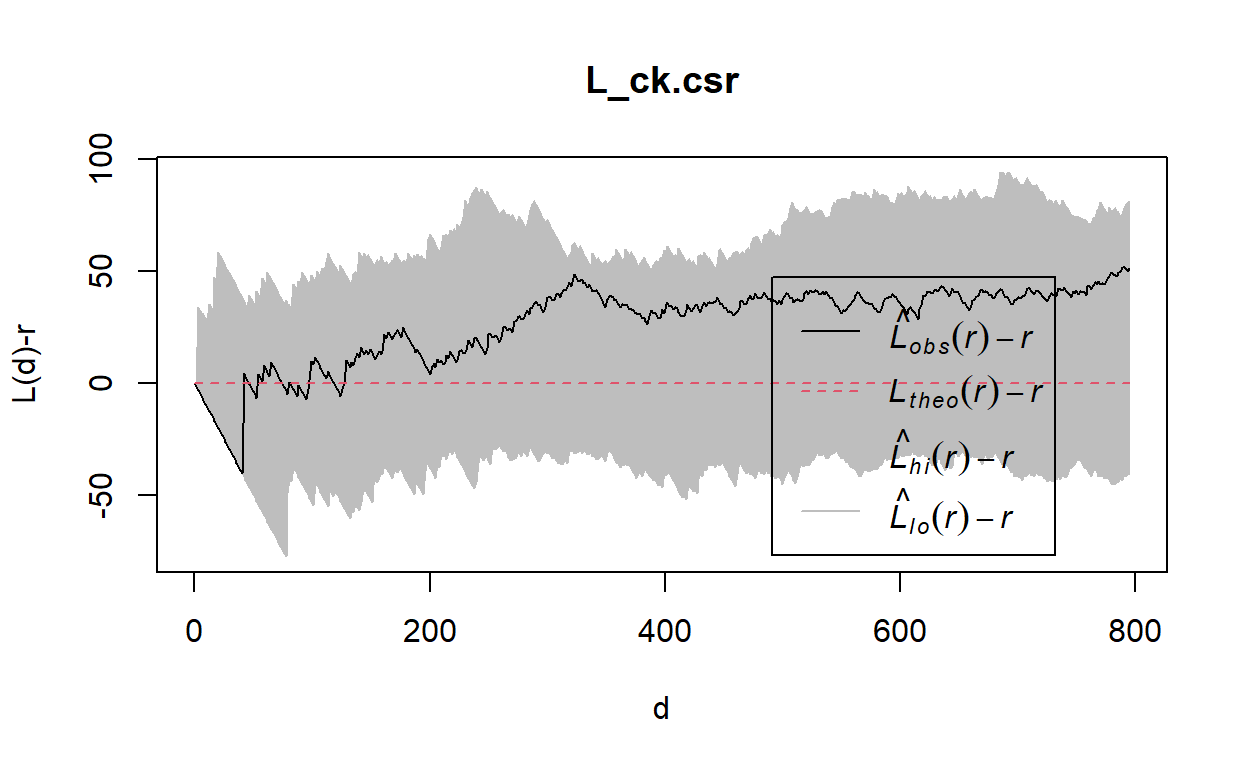 L_ck.csr
L(d)-r
100
50
0
-50
L̂obs(r) – r
Ltheo(r) – r
L̂hi(r) – r
L̂lo(r) – r
0 200 400 600 800
d